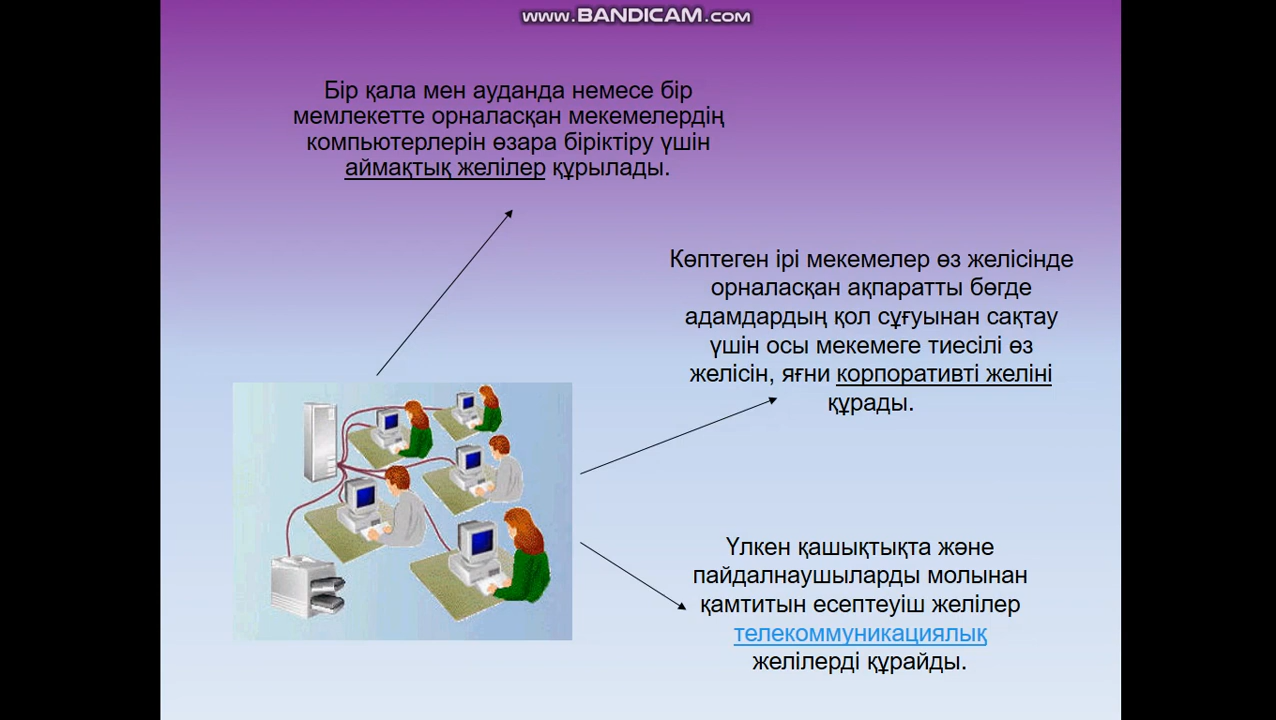 www.BANDICAM.com
Бір қала мен ауданда немесе бір
мемлекетте орналасқан мекемелердің
компьютерлерін өзара біріктіру үшін
аймақтық желілер құрылады.
Көптеген ірі мекемелер өз желісінде
орналасқан ақпаратты бөгде
адамдардың қол сұғуынан сақтау
үшін осы мекемеге тиесілі өз
желісін, яғни корпоративті желіні
құрады.
Үлкен қашықтықта және
пайдалнаушыларды молынан
қамтитын есептеуіш желілер
телекоммуникациялық
желілерді құрайды.